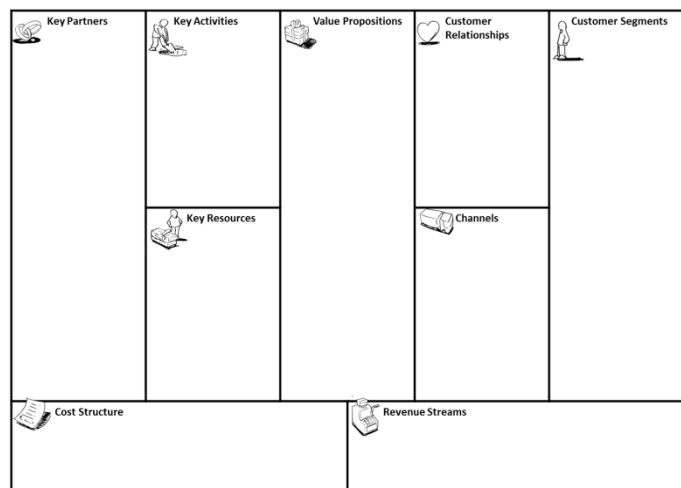 Key Partners
Key Activities
Value Propositions
Customer
Relationships
Customer Segments
Key Resources
Channels
Cost Structure
Revenue Streams